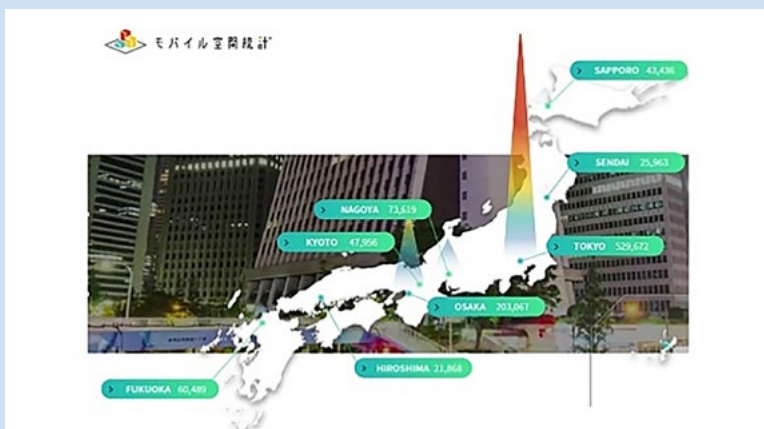 モバイル空間統計
SAPPORO 43,436
SENDAI 25,963
NAGOYA 73,619
KYOTO 47,956
TOKYO 529,672
OSAKA 203,067
HIROSHIMA 21,868
FUKUOKA 60,489